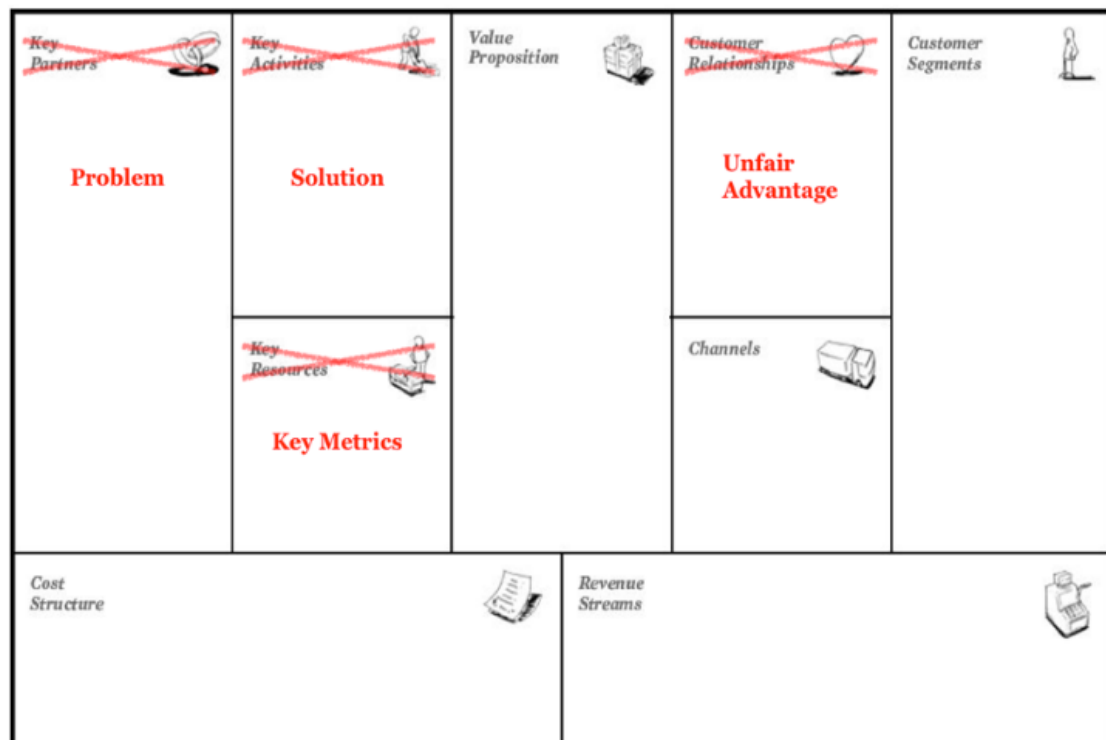 Key
Partners
Problem
Key
Activities
Solution
Key
Resources
Key Metrics
Value
Proposition
Customer
Relationships
Unfair
Advantage
Channels
Customer
Segments
Cost
Structure
Revenue
Streams